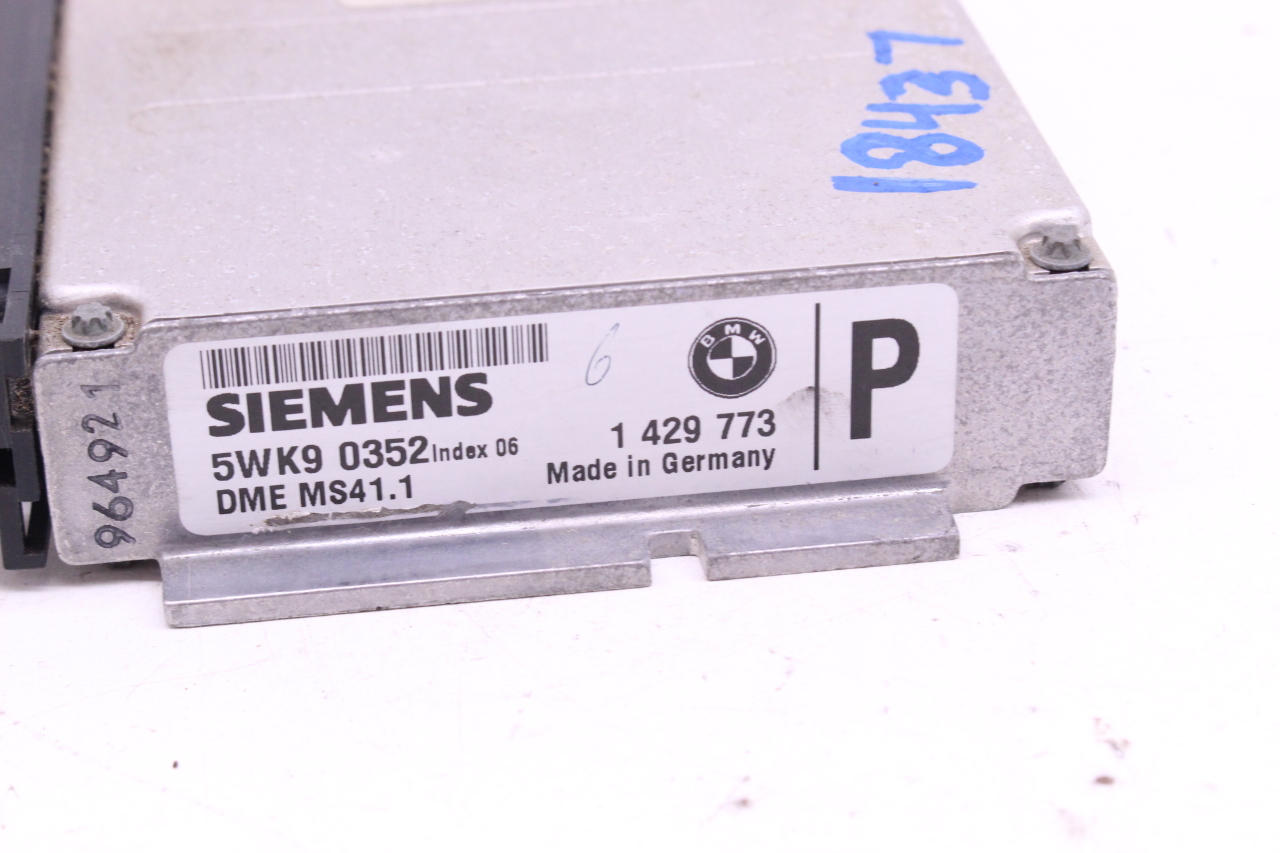 18437
6
BMW
P
SIEMENS
5WK9 0352 Index 06
1 429 773
DME MS41.1
Made in Germany
964921